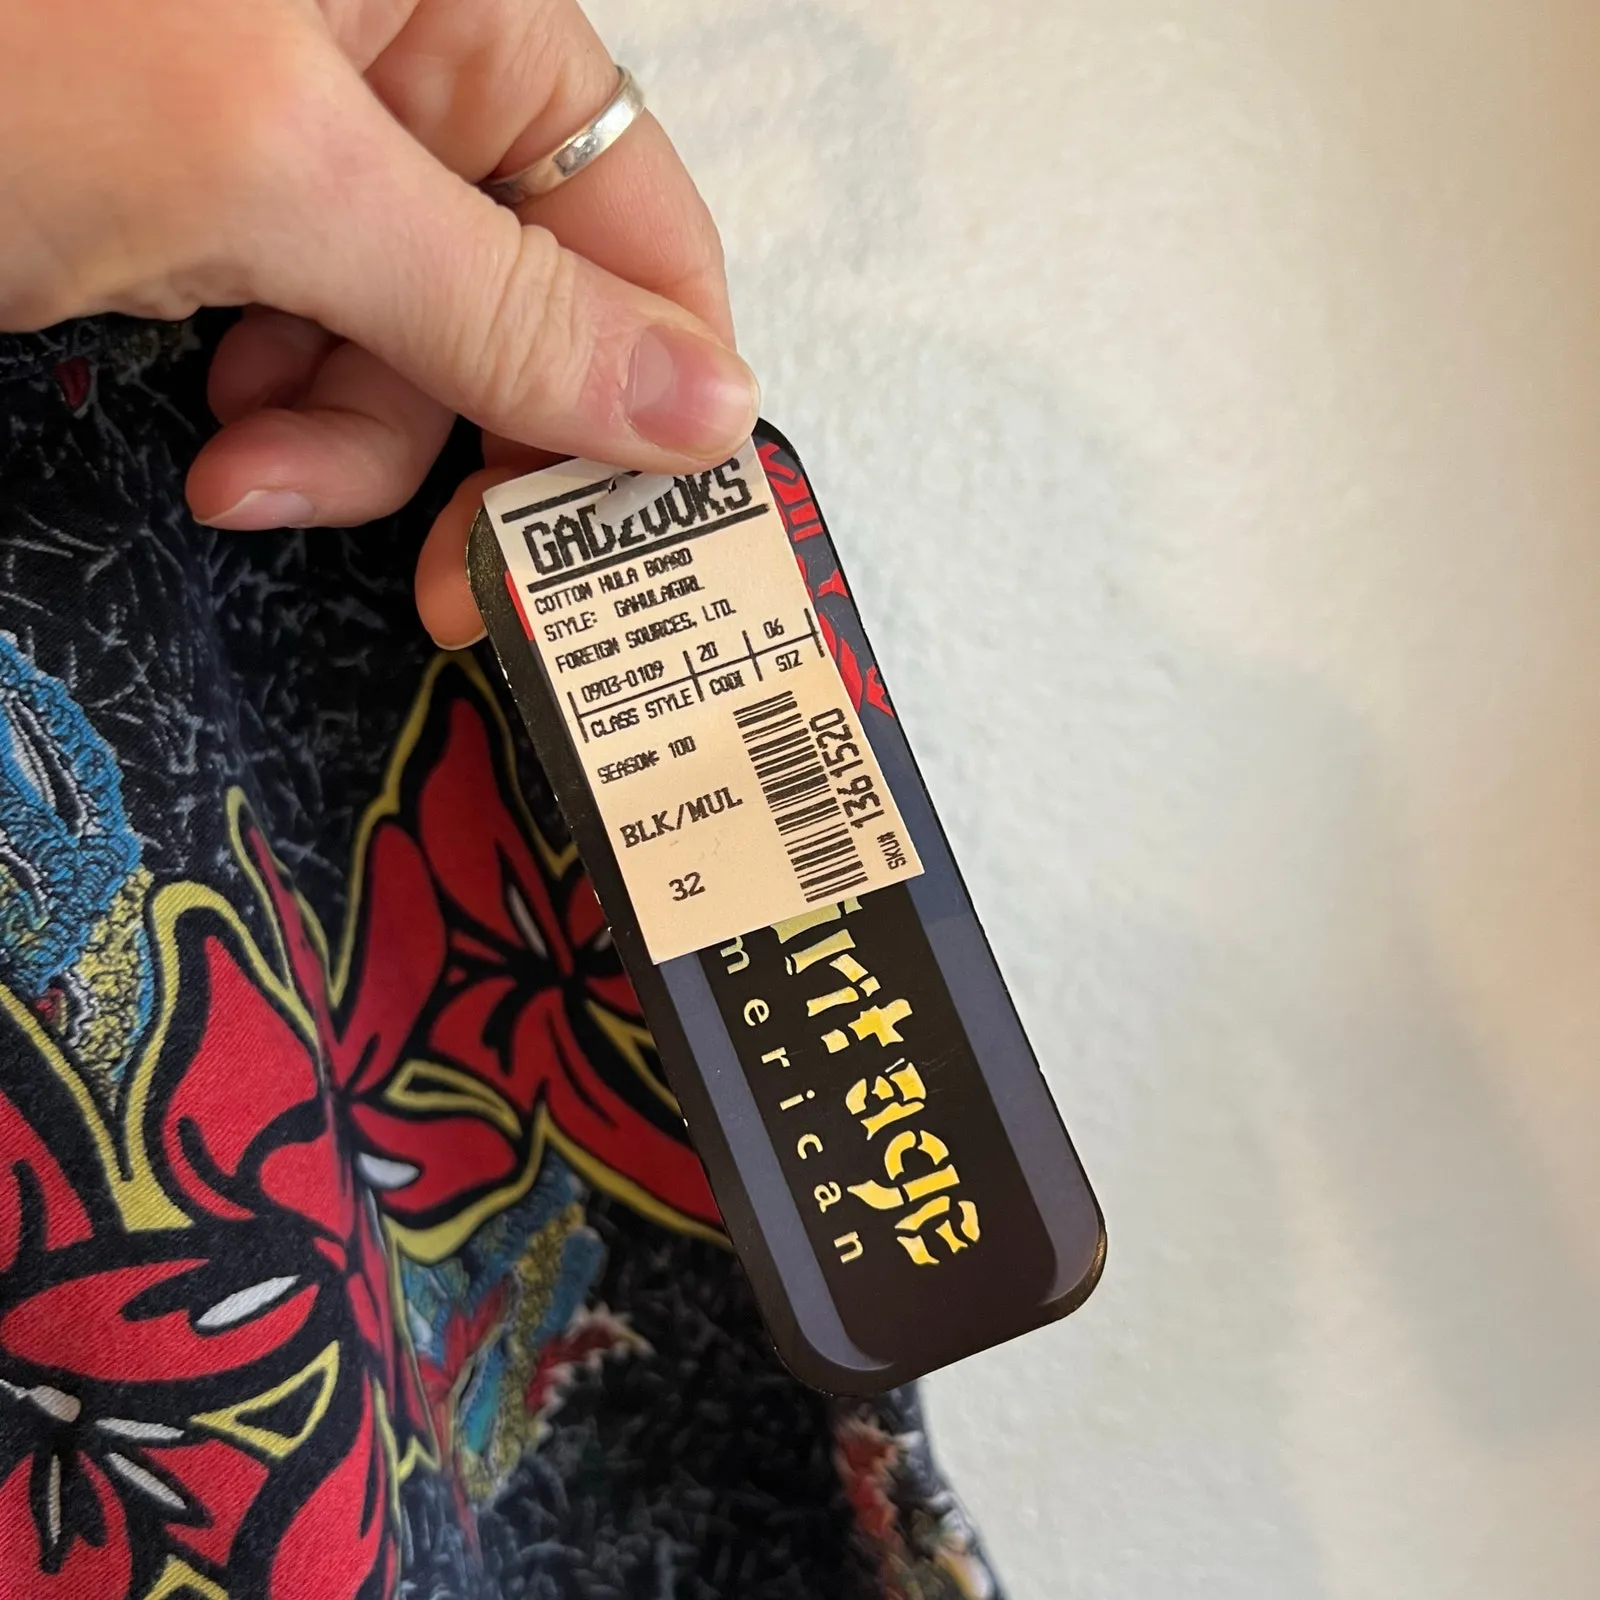 GADZOOKS
COTTON HULA BOARD
STYLE: GAHULAGIRL
FOREIGN SOURCES, LTD.
0903-0109 20 06
CLASS STYLE CODE SIZ
SEASON: 100
BLK/MUL
32
SKU# 1361520
merican